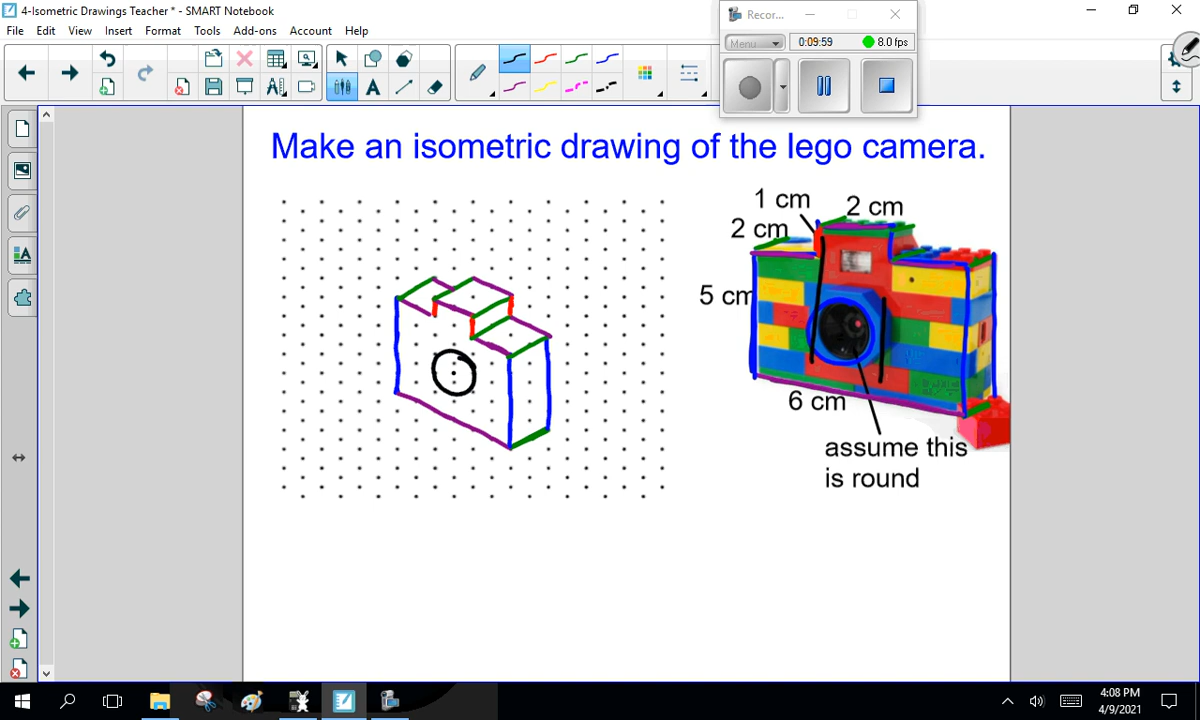 4-Isometric Drawings Teacher * - SMART Notebook
Recor...
File Edit View Insert Format Tools Add-ons Account Help
Menu
0:09:59
8.0 fps
Make an isometric drawing of the lego camera.
1 cm
2 cm
2 cm
5 cm
6 cm
assume this
is round
4:08 PM
4/9/2021